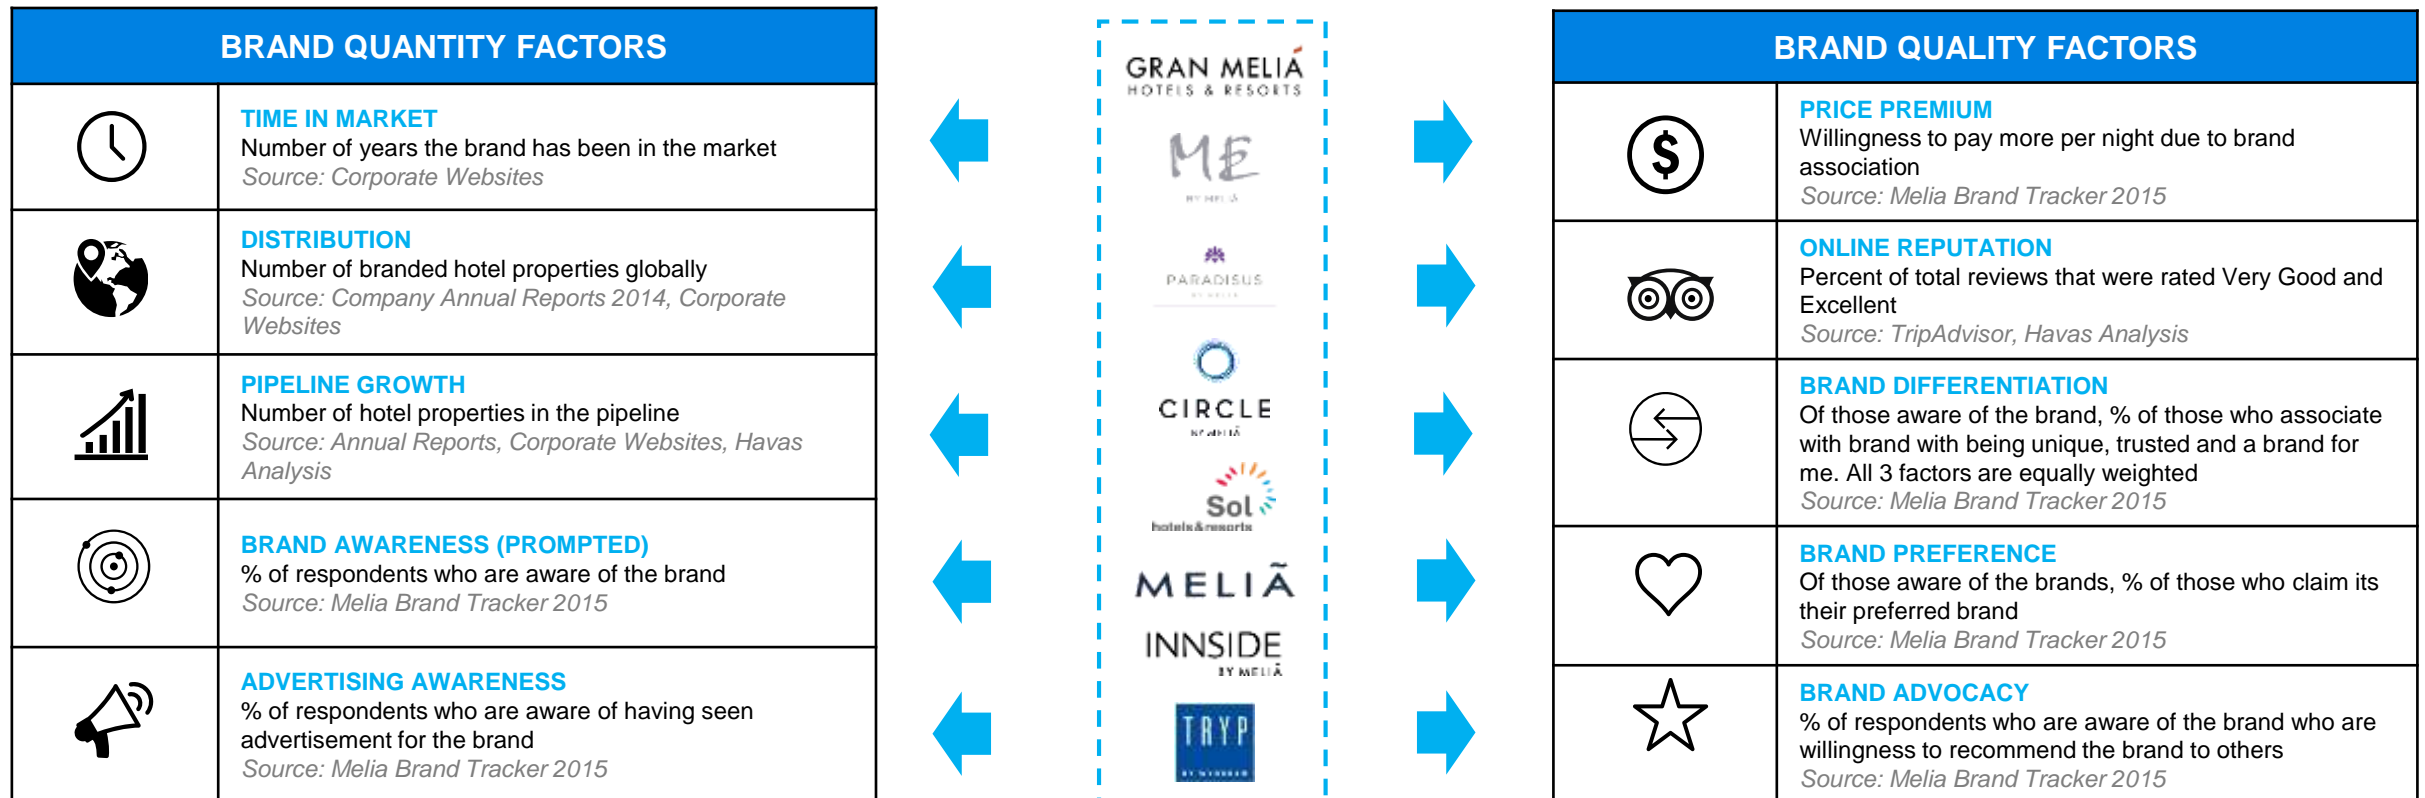 BRAND QUANTITY FACTORS
TIME IN MARKET
Number of years the brand has been in the market
Source: Corporate Websites
DISTRIBUTION
Number of branded hotel properties globally
Source: Company Annual Reports 2014, Corporate
Websites
PIPELINE GROWTH
Number of hotel properties in the pipeline
Source: Annual Reports, Corporate Websites, Havas
Analysis
BRAND AWARENESS (PROMPTED)
% of respondents who are aware of the brand
Source: Melia Brand Tracker 2015
ADVERTISING AWARENESS
% of respondents who are aware of having seen
advertisement for the brand
Source: Melia Brand Tracker 2015
GRAN MELIÁ
HOTELS & RESORTS
ME
BY MELIÃ
PARADISUS
BY MELIÃ
CIRCLE
BY MELIÃ
Sol
hotels&resorts
MELIÃ
INNSIDE
BY MELIÃ
TRYP
BY WYNDHAM
BRAND QUALITY FACTORS
$
PRICE PREMIUM
Willingness to pay more per night due to brand
association
Source: Melia Brand Tracker 2015
ONLINE REPUTATION
Percent of total reviews that were rated Very Good and
Excellent
Source: TripAdvisor, Havas Analysis
BRAND DIFFERENTIATION
Of those aware of the brand, % of those who associate
with brand with being unique, trusted and a brand for
me. All 3 factors are equally weighted
Source: Melia Brand Tracker 2015
BRAND PREFERENCE
Of those aware of the brands, % of those who claim its
their preferred brand
Source: Melia Brand Tracker 2015
BRAND ADVOCACY
% of respondents who are aware of the brand who are
willingness to recommend the brand to others
Source: Melia Brand Tracker 2015